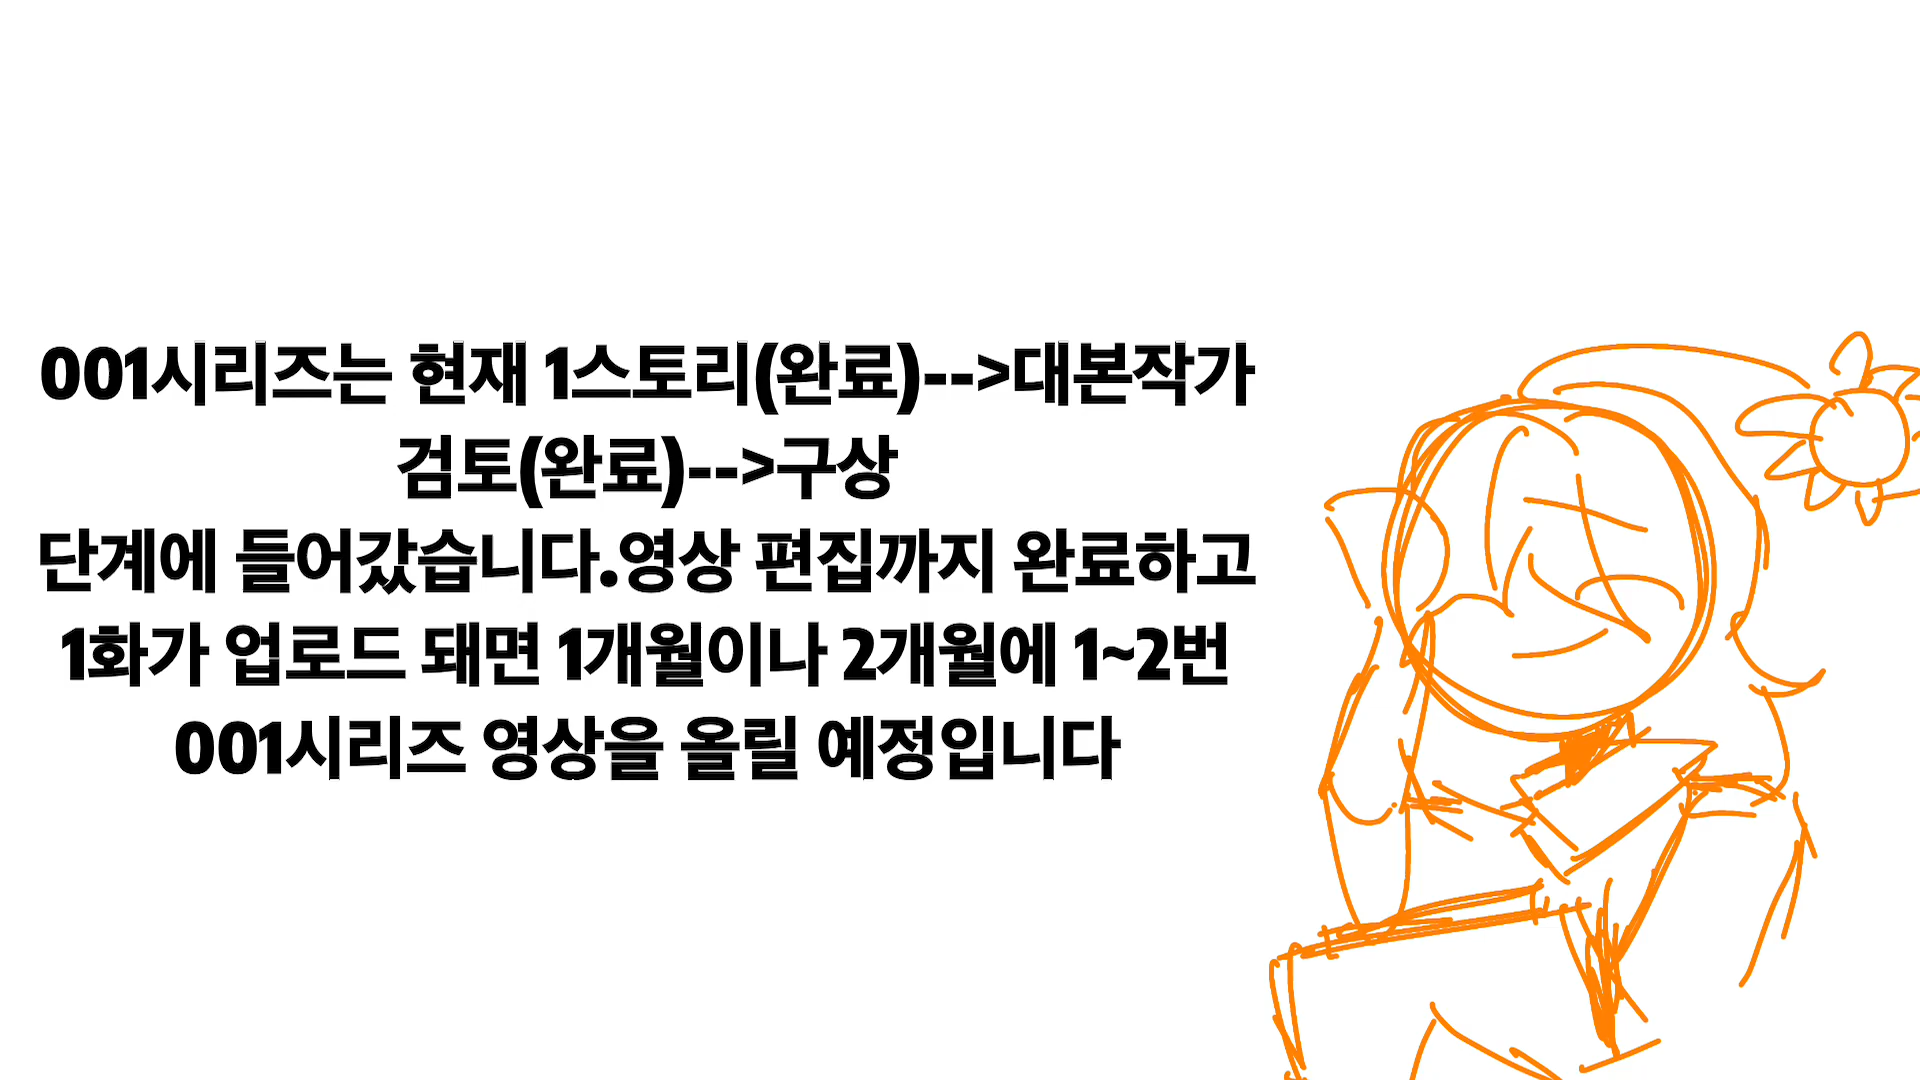 001시리즈는 현재 1스토리(완료)-->대본작가
검토(완료)-->구상
단계에 들어갔습니다.영상 편집까지 완료하고
1화가 업로드 돼면 1개월이나 2개월에 1~2번
001시리즈 영상을 올릴 예정입니다